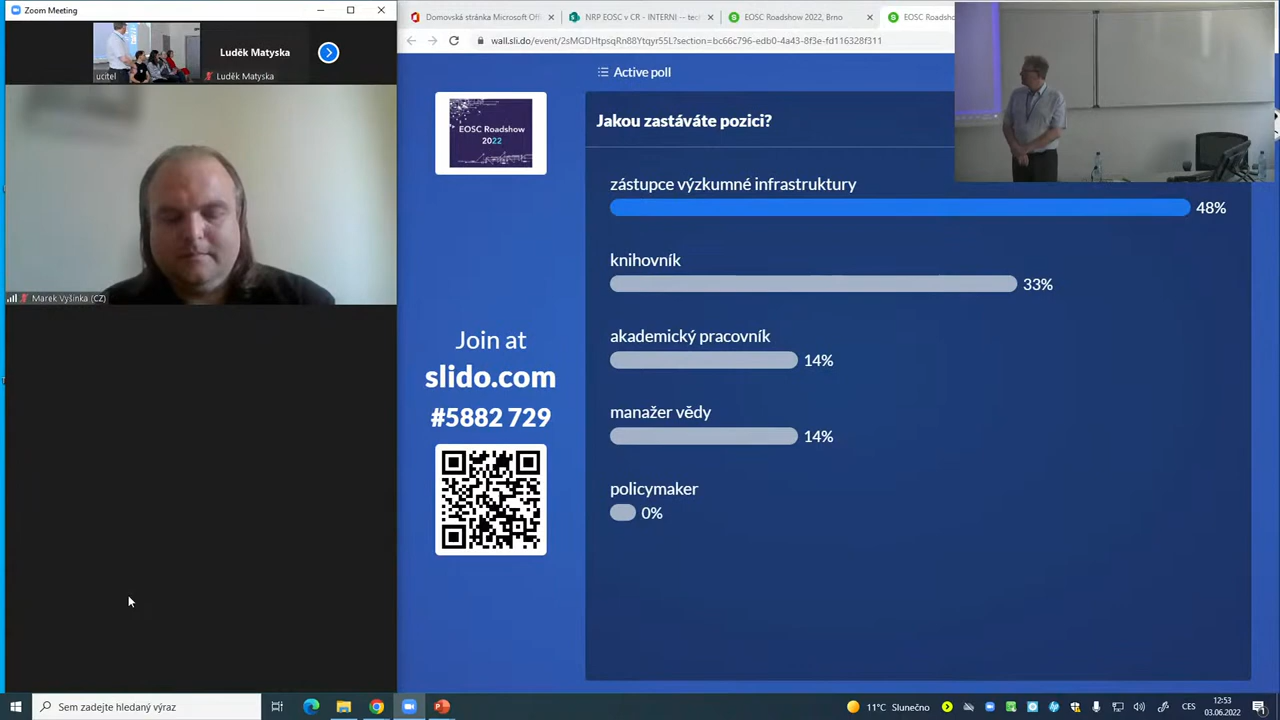 Zoom Meeting
ucitel
Luděk Matyska
Luděk Matyska
Marek Vyšinka (CZ)
Domovská stránka Microsoft Offi
NRP EOSC v CR - INTERNI -- tech
EOSC Roadshow 2022, Brno
EOSC Roadsho
wall.sli.do/event/2sMGDHtpsqRn88Ytqyr55L?section=bc66c796-edb0-4a43-8f3e-fd116328f311
EOSC Roadshow
2022
Join at
slido.com
#5882 729
Active poll
Jakou zastáváte pozici?
zástupce výzkumné infrastruktury
48%
knihovník
33%
akademický pracovník
14%
manažer vědy
14%
policymaker
0%
Sem zadejte hledaný výraz
11°C Slunečno
CES
12:53
03.06.2022